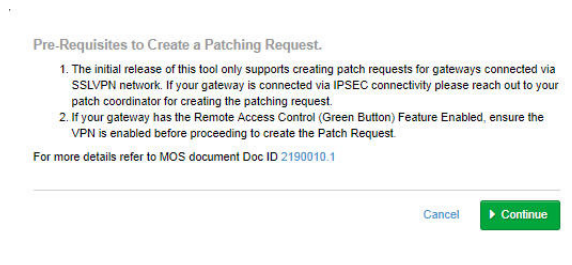 Pre-Requisites to Create a Patching Request.
1. The initial release of this tool only supports creating patch requests for gateways connected via
SSLVPN network. If your gateway is connected via IPSEC connectivity please reach out to your
patch coordinator for creating the patching request.
2. If your gateway has the Remote Access Control (Green Button) Feature Enabled, ensure the
VPN is enabled before proceeding to create the Patch Request.
For more details refer to MOS document Doc ID 2190010.1
Cancel
Continue